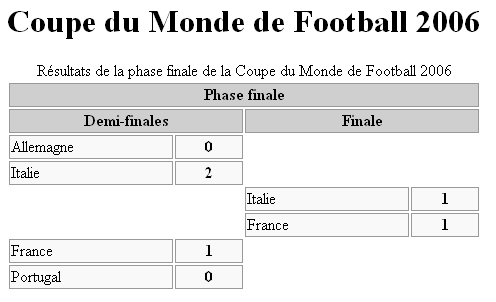 Coupe du Monde de Football 2006
Résultats de la phase finale de la Coupe du Monde de Football 2006
Phase finale
Demi-finales Finale
Allemagne 0
Italie 2
Italie 1
France 1
France 1
Portugal 0